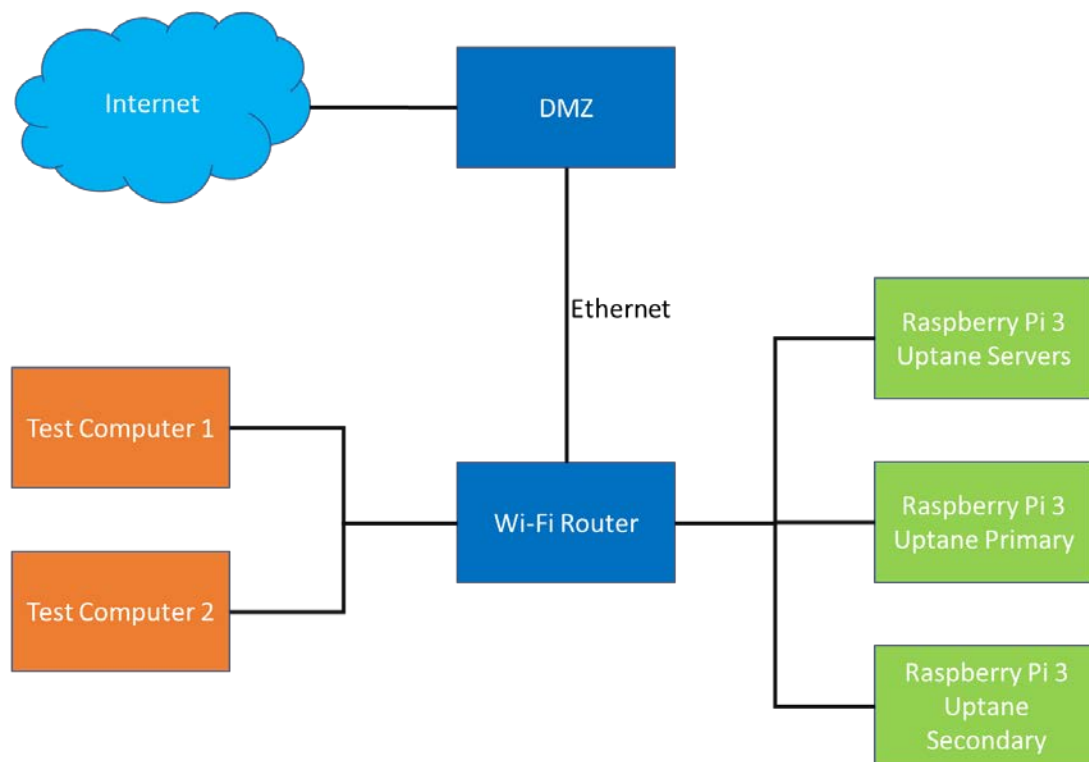 Internet
DMZ
Ethernet
Raspberry Pi 3
Uptane Servers
Test Computer 1
Wi-Fi Router
Raspberry Pi 3
Uptane Primary
Test Computer 2
Raspberry Pi 3
Uptane
Secondary